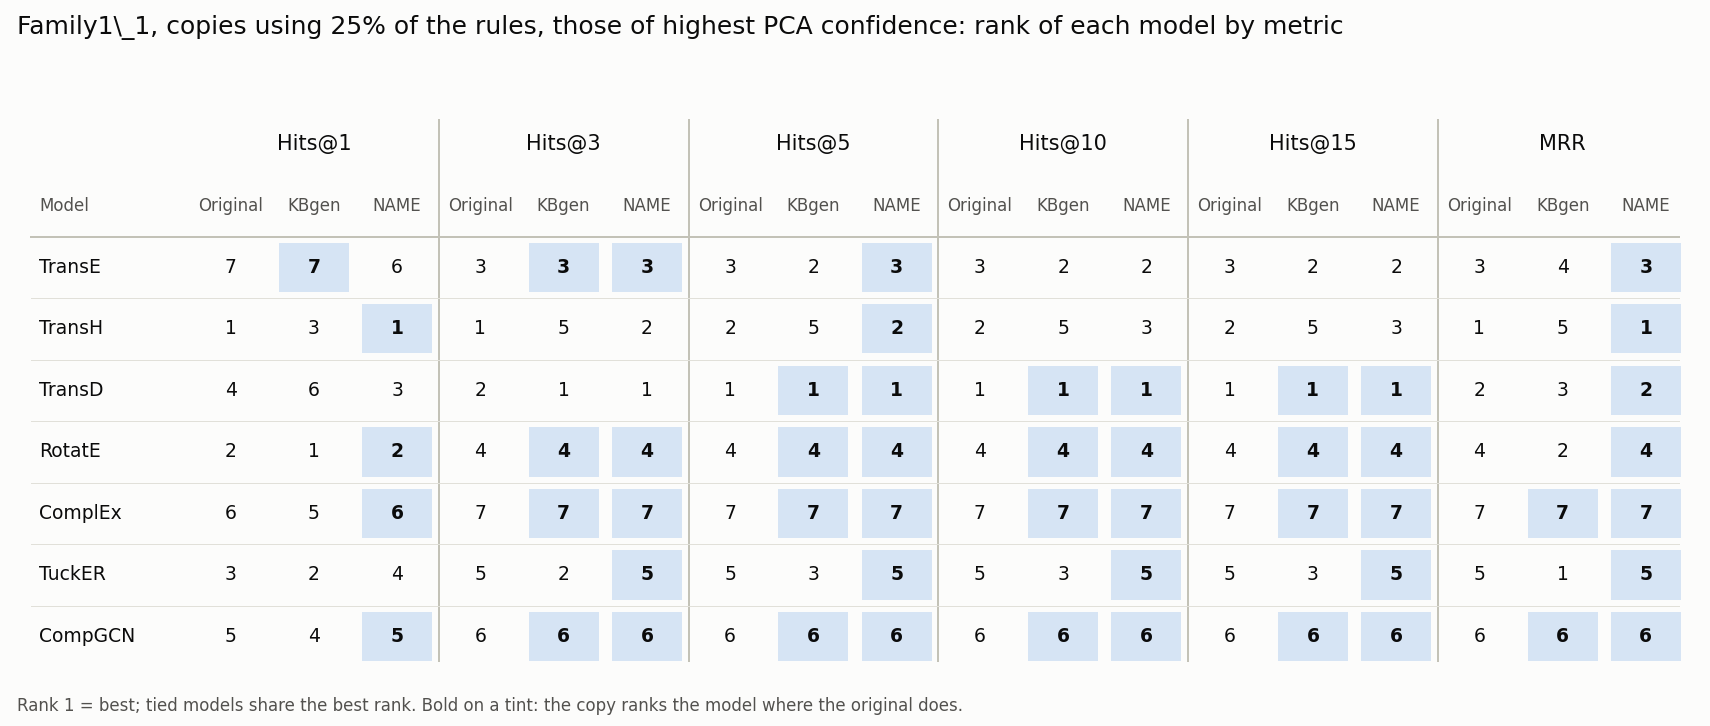 Family1\_1, copies using 25% of the rules, those of highest PCA confidence: rank of each model by metric
Hits@1 Hits@3 Hits@5 Hits@10 Hits@15 MRR
Model Original KBgen NAME Original KBgen NAME Original KBgen NAME Original KBgen NAME Original KBgen NAME Original KBgen NAME
TransE 7 7 6 3 3 3 3 2 3 3 2 2 3 2 2 3 4 3
TransH 1 3 1 1 5 2 2 5 2 2 5 3 2 5 3 1 5 1
TransD 4 6 3 2 1 1 1 1 1 1 1 1 1 1 1 2 3 2
RotatE 2 1 2 4 4 4 4 4 4 4 4 4 4 4 4 4 2 4
ComplEx 6 5 6 7 7 7 7 7 7 7 7 7 7 7 7 7 7 7
TuckER 3 2 4 5 2 5 5 3 5 5 3 5 5 3 5 5 1 5
CompGCN 5 4 5 6 6 6 6 6 6 6 6 6 6 6 6 6 6 6
Rank 1 = best; tied models share the best rank. Bold on a tint: the copy ranks the model where the original does.